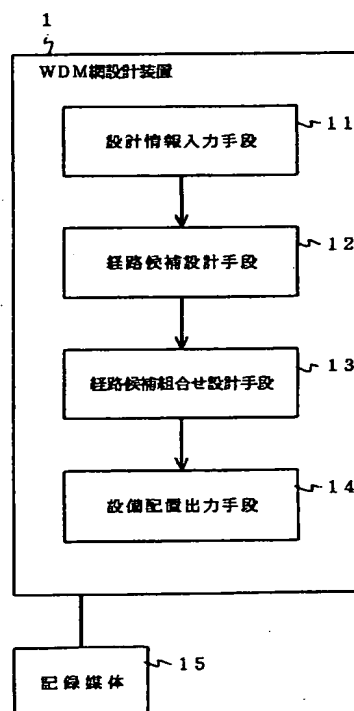 1
WDM網設計装置
設計情報入力手段
11
経路候補設計手段
12
経路候補組合せ設計手段
13
設備配置出力手段
14
記録媒体
15